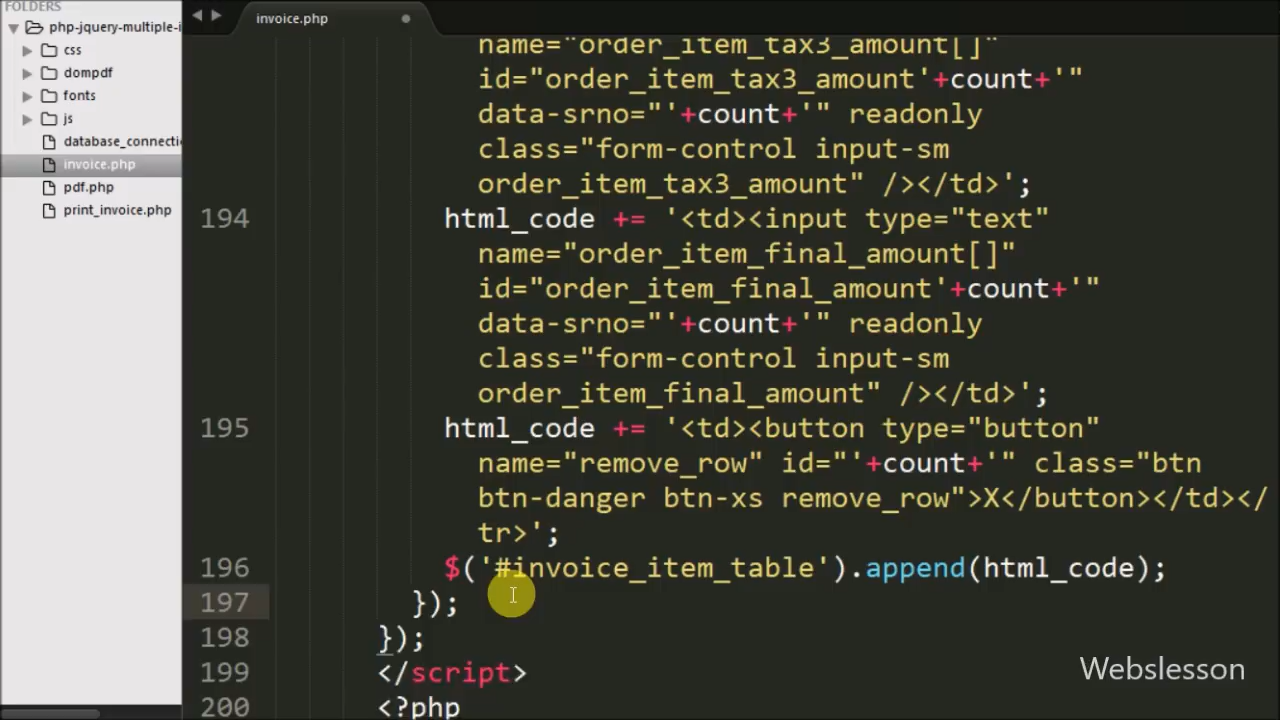 FOLDERS
php-jquery-multiple-i
css
dompdf
fonts
js
database_connecti
invoice.php
pdf.php
print_invoice.php
invoice.php
name="order_item_tax3_amount[]"
id="order_item_tax3_amount'+count+'"
data-srno="'+count+'" readonly
class="form-control input-sm
order_item_tax3_amount" /></td>';
194 html_code += '<td><input type="text"
name="order_item_final_amount[]"
id="order_item_final_amount'+count+'"
data-srno="'+count+'" readonly
class="form-control input-sm
order_item_final_amount" /></td>';
195 html_code += '<td><button type="button"
name="remove_row" id="'+count+'" class="btn
btn-danger btn-xs remove_row">X</button></td></
tr>';
196 $('#invoice_item_table').append(html_code);
197 });
198 });
199 </script>
200 <?php
Webslesson